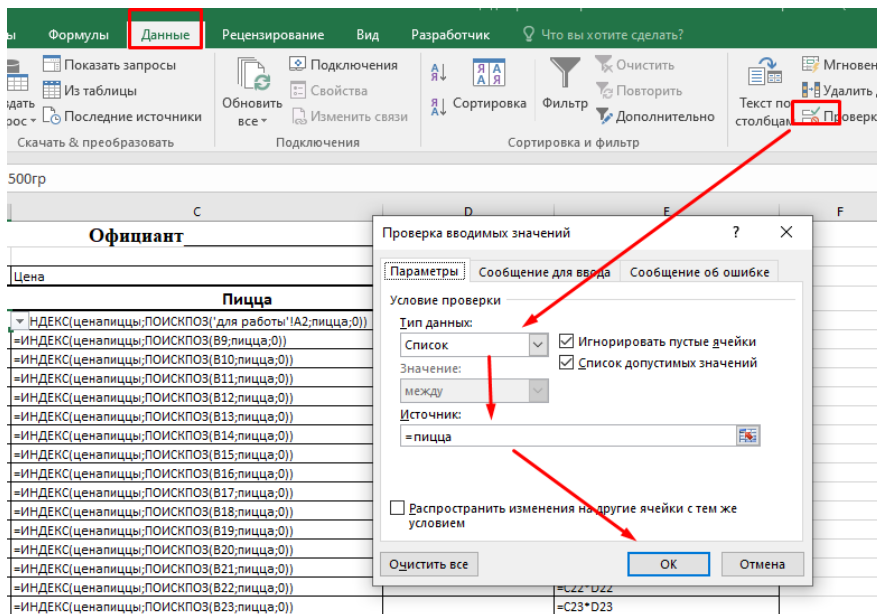 Формулы Данные Рецензирование Вид Разработчик Что вы хотите сделать?
Показать запросы
Из таблицы
Последние источники
Скачать & преобразовать
Обновить
все
Подключения
Свойства
Изменить связи
Подключения
Сортировка
Фильтр
Очистить
Повторить
Дополнительно
Сортировка и фильтр
Текст по
столбцам
Мгновен
Удалить
Проверк
500гр
C D E F
Официант
Цена
Пицца
НДЕКС(ценапиццы;ПОИСКПОЗ('для работы'!A2;пицца;0))
=ИНДЕКС(ценапиццы;ПОИСКПОЗ(B9;пицца;0))
=ИНДЕКС(ценапиццы;ПОИСКПОЗ(B10;пицца;0))
=ИНДЕКС(ценапиццы;ПОИСКПОЗ(B11;пицца;0))
=ИНДЕКС(ценапиццы;ПОИСКПОЗ(B12;пицца;0))
=ИНДЕКС(ценапиццы;ПОИСКПОЗ(B13;пицца;0))
=ИНДЕКС(ценапиццы;ПОИСКПОЗ(B14;пицца;0))
=ИНДЕКС(ценапиццы;ПОИСКПОЗ(B15;пицца;0))
=ИНДЕКС(ценапиццы;ПОИСКПОЗ(B16;пицца;0))
=ИНДЕКС(ценапиццы;ПОИСКПОЗ(B17;пицца;0))
=ИНДЕКС(ценапиццы;ПОИСКПОЗ(B18;пицца;0))
=ИНДЕКС(ценапиццы;ПОИСКПОЗ(B19;пицца;0))
=ИНДЕКС(ценапиццы;ПОИСКПОЗ(B20;пицца;0))
=ИНДЕКС(ценапиццы;ПОИСКПОЗ(B21;пицца;0))
=ИНДЕКС(ценапиццы;ПОИСКПОЗ(B22;пицца;0)) =C22*D22
=ИНДЕКС(ценапиццы;ПОИСКПОЗ(B23;пицца;0)) =C23*D23
Проверка вводимых значений ?
Параметры Сообщение для ввода Сообщение об ошибке
Условие проверки
Тип данных:
Список
Игнорировать пустые ячейки
Список допустимых значений
Значение:
между
Источник:
=пицца
Распространить изменения на другие ячейки с тем же
условием
Очистить все ОК Отмена